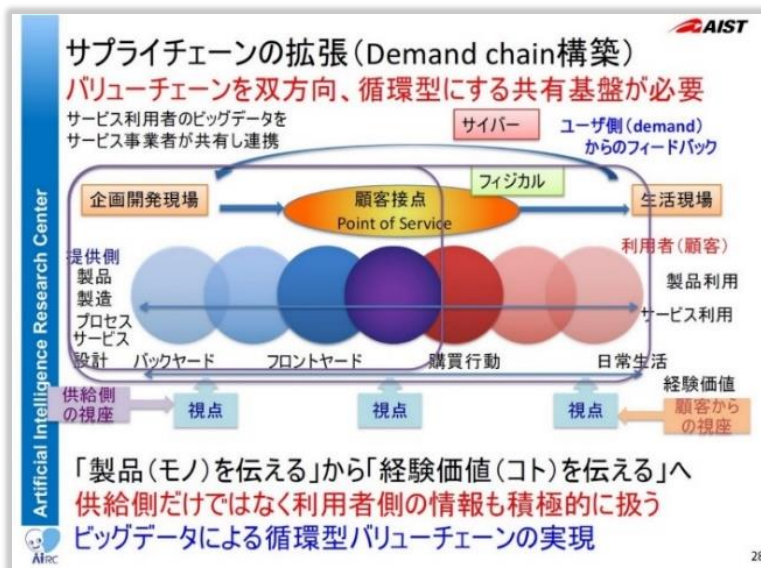 AIST
サプライチェーンの拡張(Demand chain構築)
バリューチェーンを双方向、循環型にする共有基盤が必要
サービス利用者のビッグデータを
サービス事業者が共有し連携
サイバー
ユーザ側(demand)
からのフィードバック
フィジカル
企画開発現場
顧客接点
Point of Service
生活現場
提供側
製品
製造
プロセス
サービス
設計
利用者(顧客)
製品利用
サービス利用
バックヤード
フロントヤード
購買行動
日常生活
経験価値
供給側
の視座
視点
視点
視点
顧客から
の視座
「製品(モノ)を伝える」から「経験価値(コト)を伝える」へ
供給側だけではなく利用者側の情報も積極的に扱う
ビッグデータによる循環型バリューチェーンの実現
Artificial Intelligence Research Center
AIRC
28